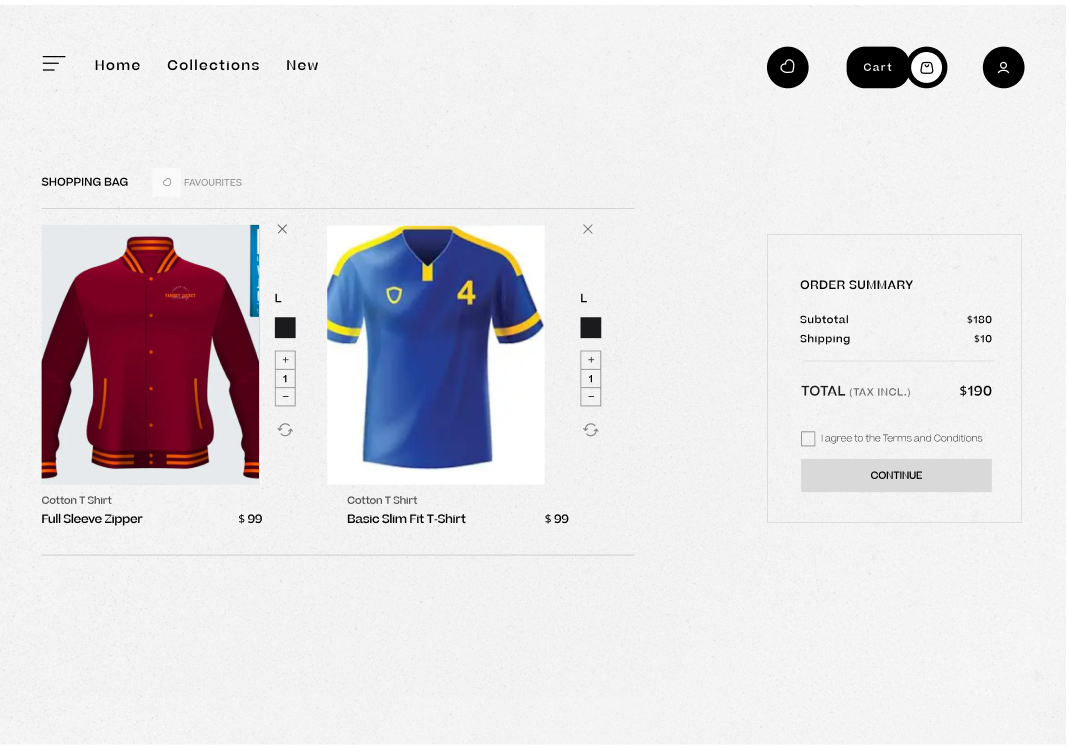 Home Collections New
Cart
SHOPPING BAG FAVOURITES
L
1
4
L
1
Cotton T Shirt
Full Sleeve Zipper $ 99
Cotton T Shirt
Basic Slim Fit T-Shirt $ 99
ORDER SUMMARY
Subtotal $180
Shipping $10
TOTAL (TAX INCL.) $190
I agree to the Terms and Conditions
CONTINUE